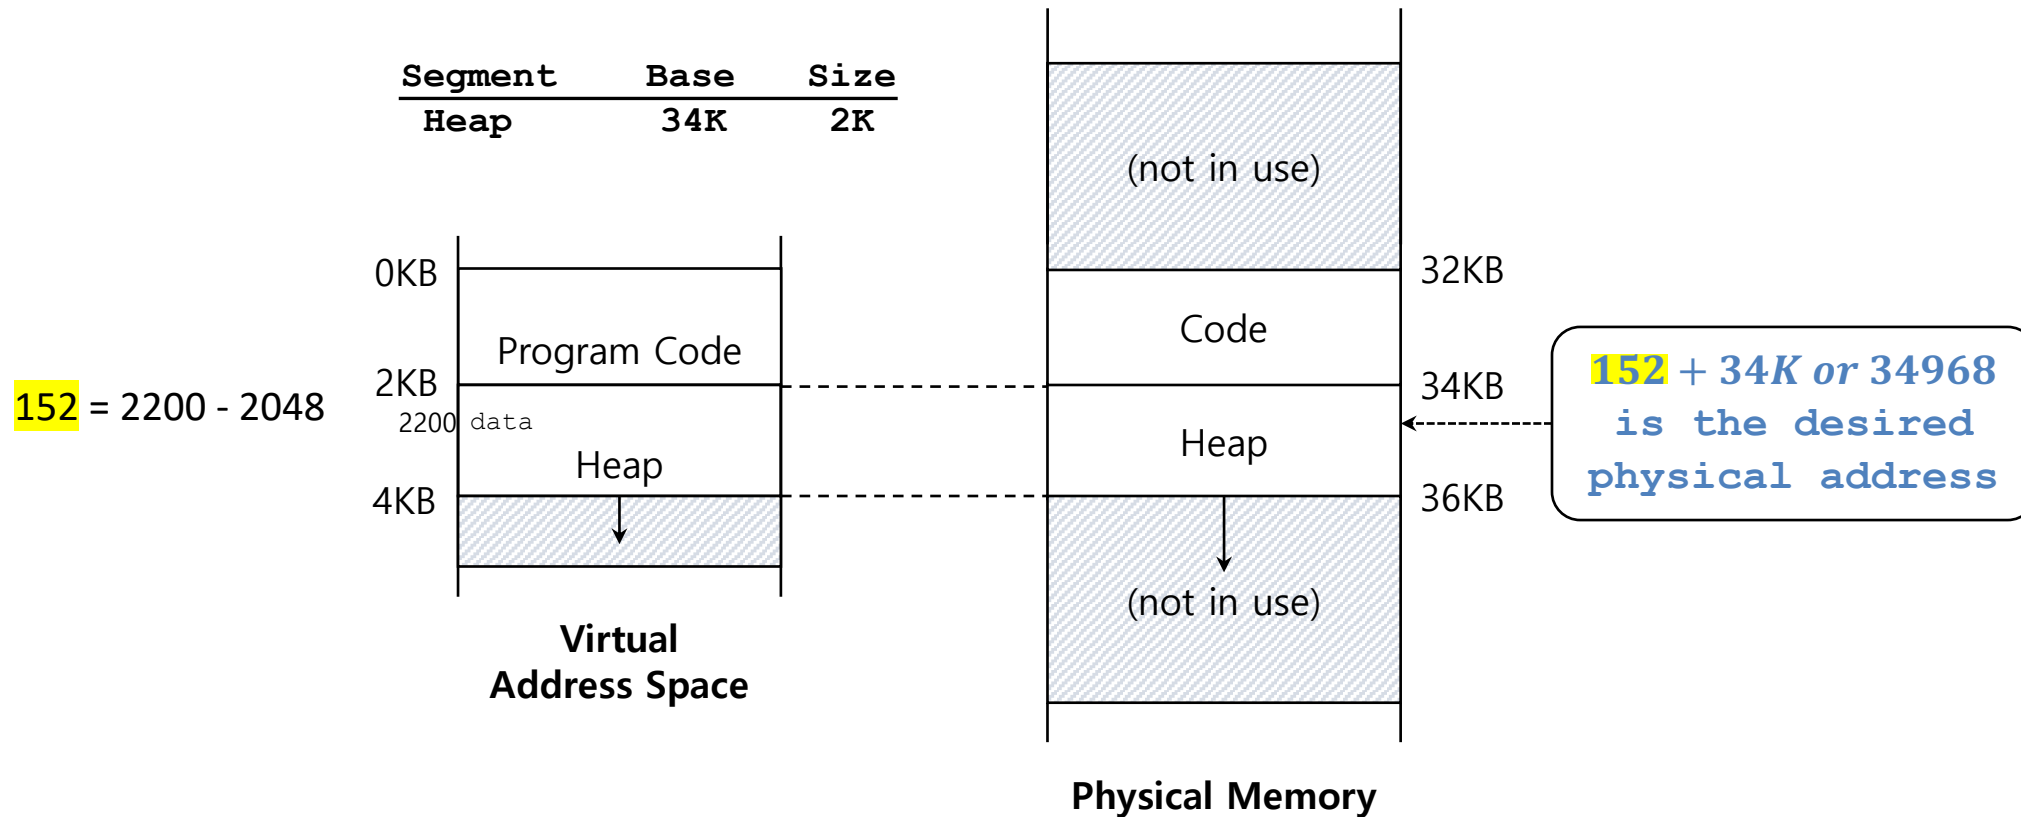 Segment Base Size
Heap 34K 2K
(not in use)
0KB
32KB
Program Code
Code
2KB
34KB
152 = 2200 - 2048
2200 data
Heap
Heap
4KB
36KB
152 + 34K or 34968
is the desired
physical address
(not in use)
Virtual
Address Space
Physical Memory